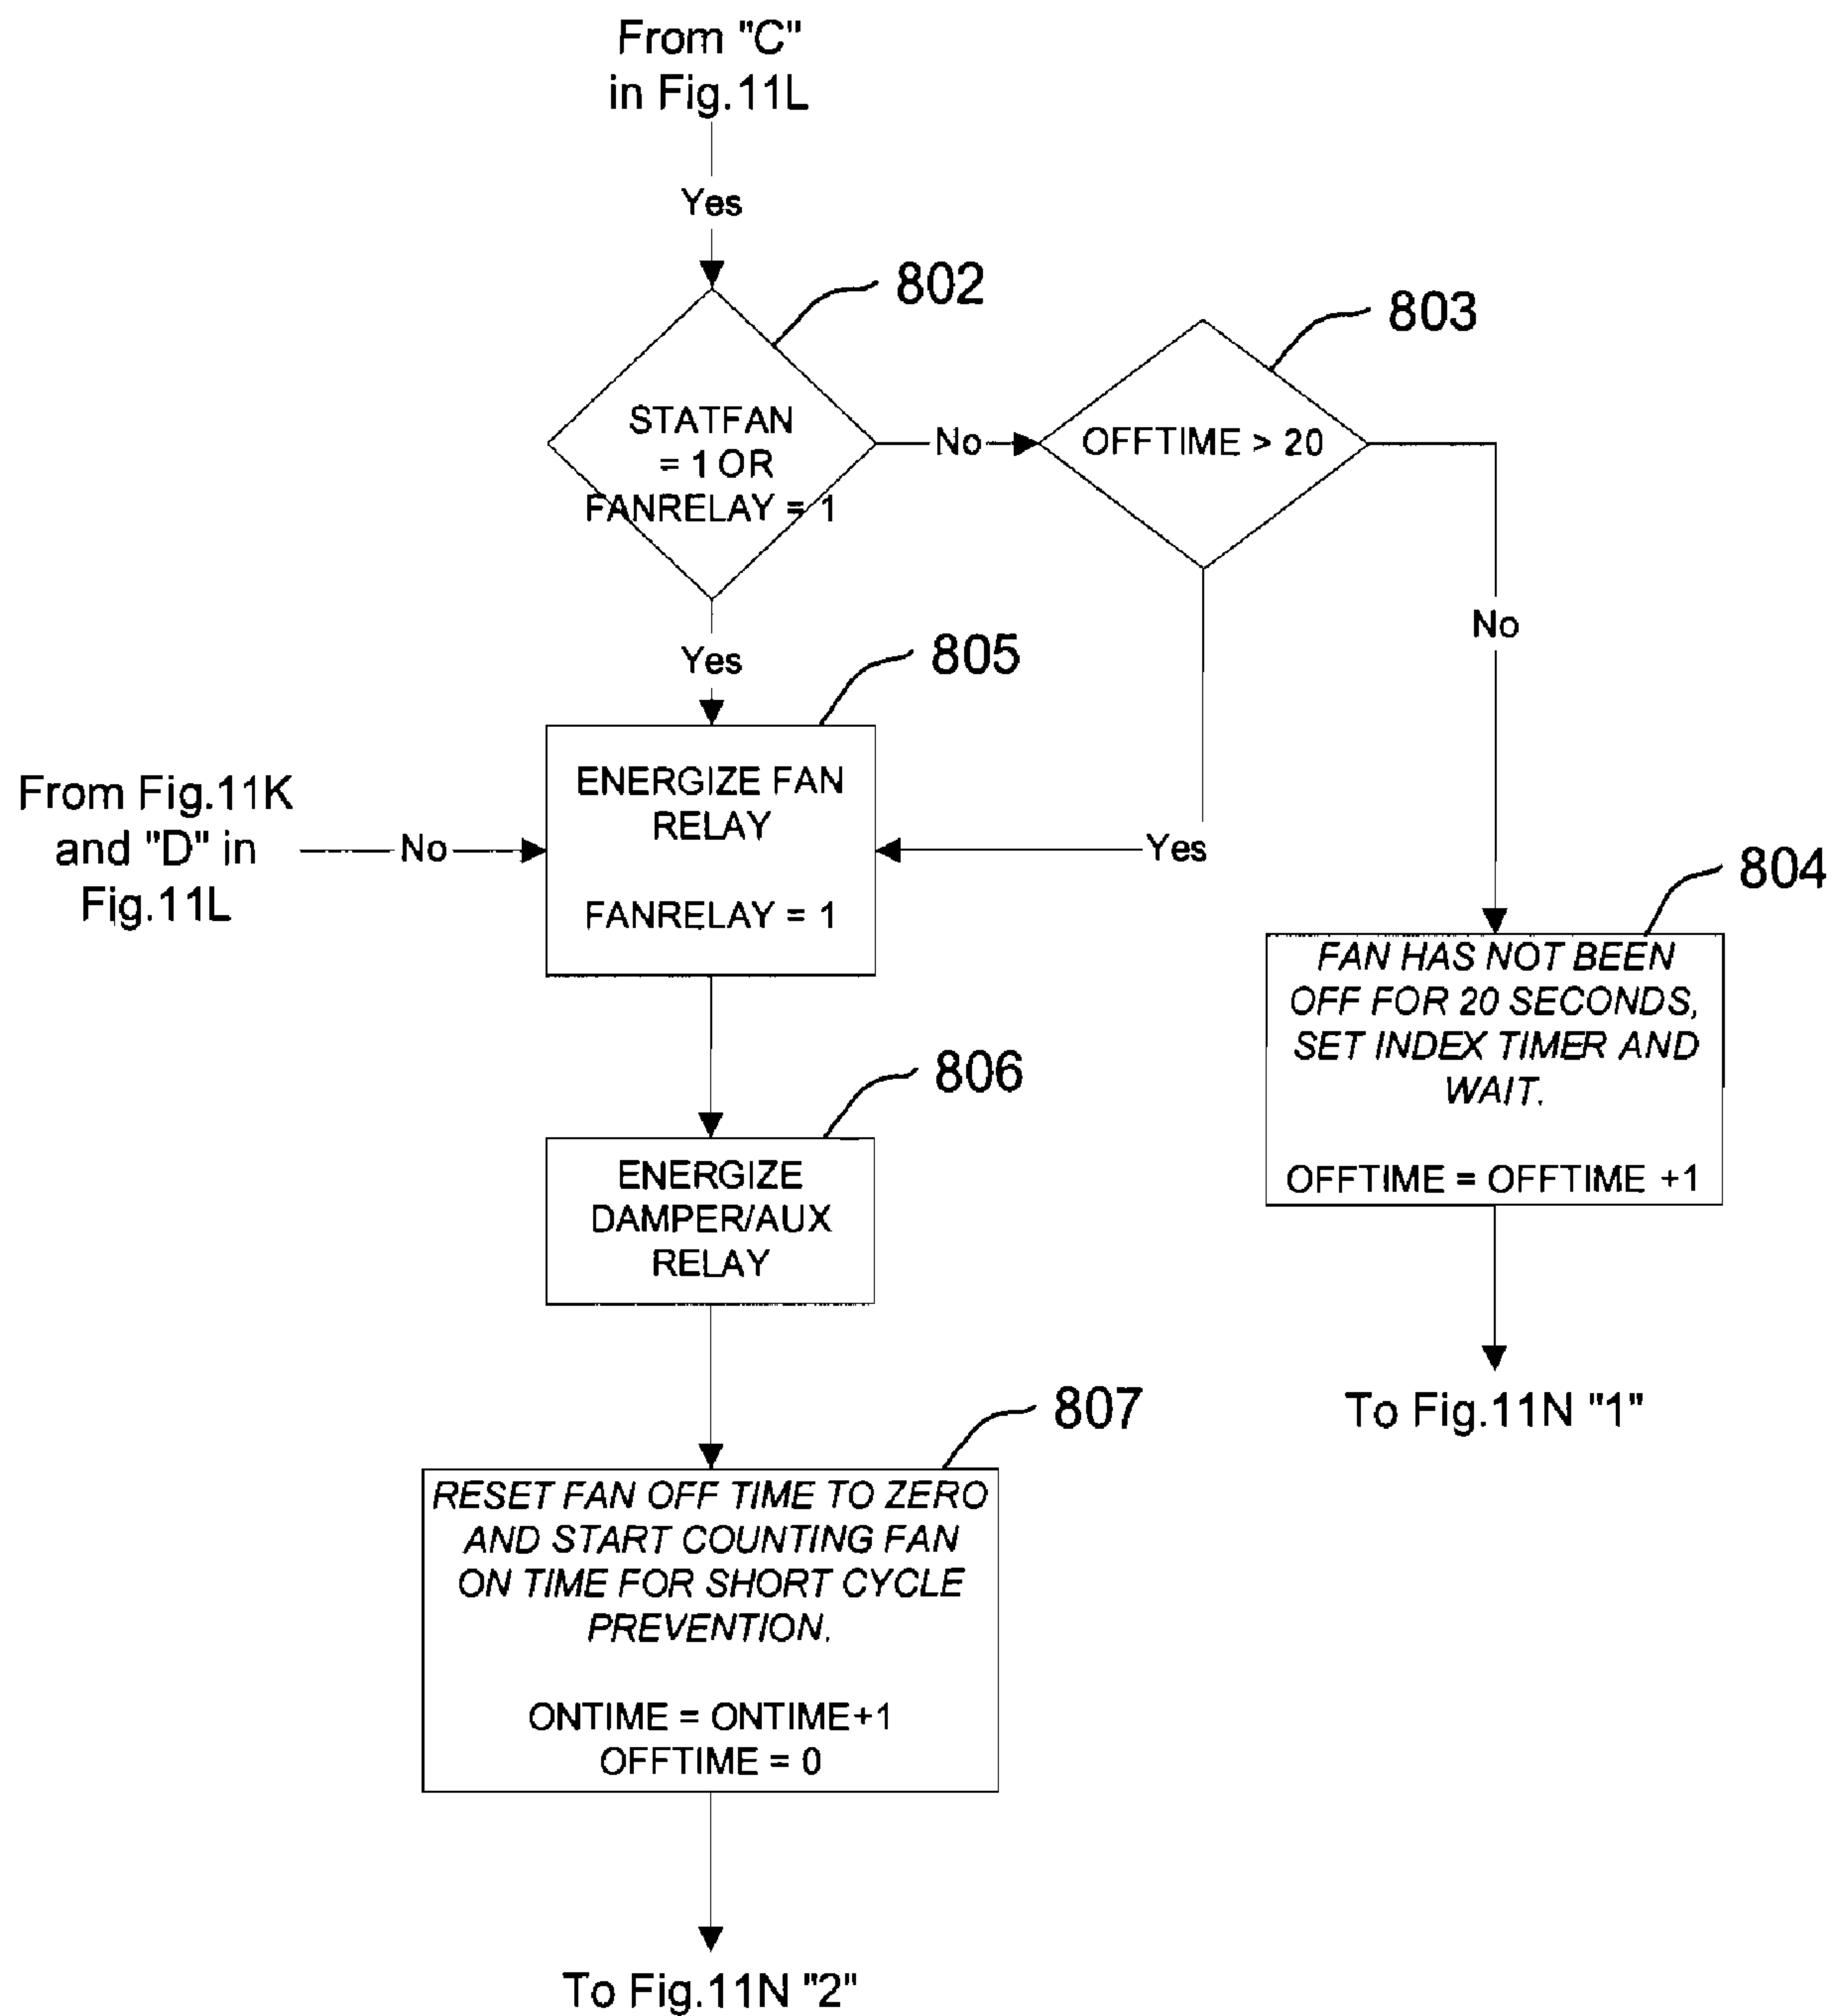 From "C"
in Fig.11L
Yes
802
803
STATFAN
= 1 OR
FANRELAY = 1
No
OFFTIME > 20
No
Yes
805
ENERGIZE FAN
RELAY
FANRELAY = 1
From Fig.11K
and "D" in
Fig.11L
No
Yes
804
FAN HAS NOT BEEN
OFF FOR 20 SECONDS,
SET INDEX TIMER AND
WAIT.
OFFTIME = OFFTIME +1
To Fig.11N "1"
806
ENERGIZE
DAMPER/AUX
RELAY
807
RESET FAN OFF TIME TO ZERO
AND START COUNTING FAN
ON TIME FOR SHORT CYCLE
PREVENTION.
ONTIME = ONTIME+1
OFFTIME = 0
To Fig.11N "2"